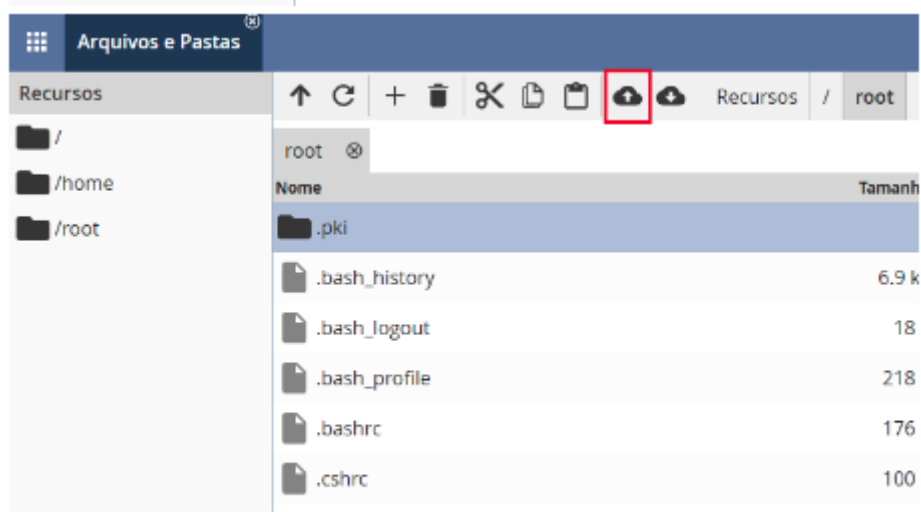 Arquivos e Pastas
Recursos
Recursos / root
/
/home
/root
root
Nome Tamanh
.pki
.bash_history 6.9 k
.bash_logout 18
.bash_profile 218
.bashrc 176
.cshrc 100